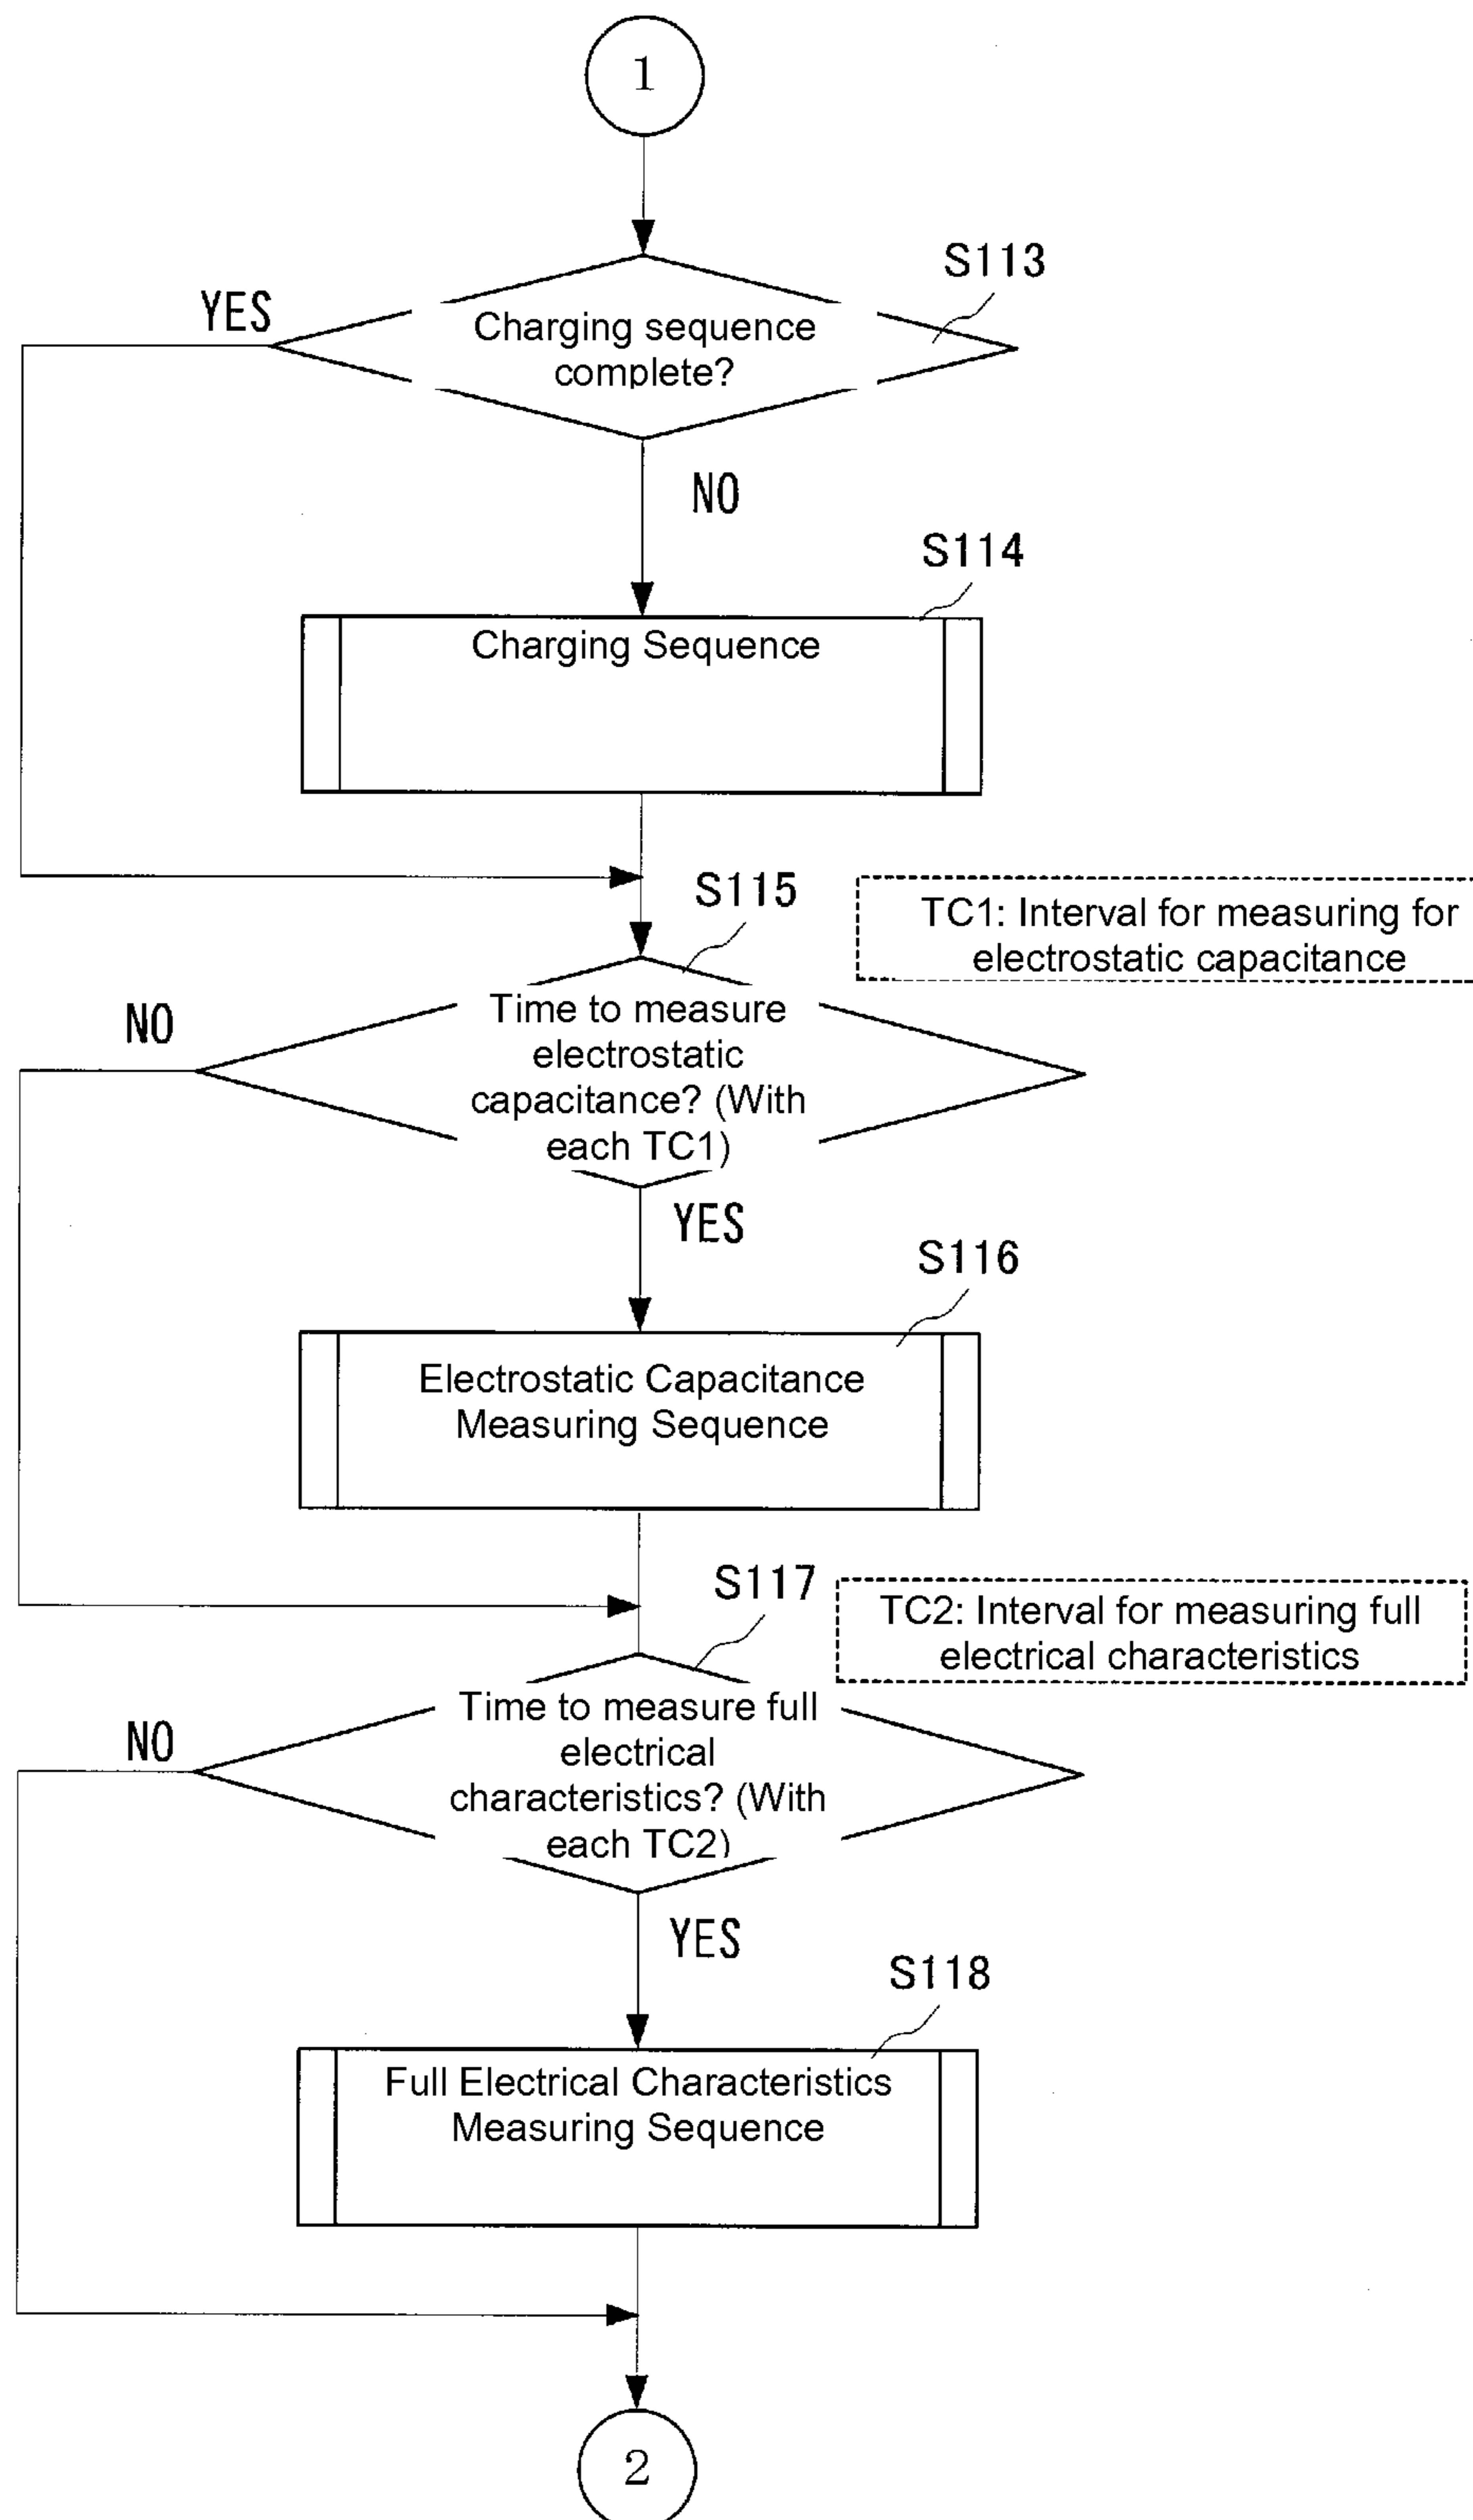 1
S113
YES
Charging sequence
complete?
NO
S114
Charging Sequence
S115
TC1: Interval for measuring for
electrostatic capacitance
NO
Time to measure
electrostatic
capacitance? (With
each TC1)
YES
S116
Electrostatic Capacitance
Measuring Sequence
S117
TC2: Interval for measuring full
electrical characteristics
NO
Time to measure full
electrical
characteristics? (With
each TC2)
YES
S118
Full Electrical Characteristics
Measuring Sequence
2